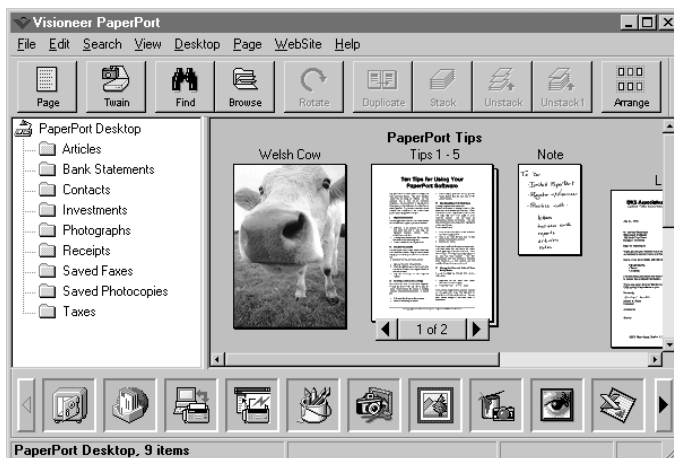 Visioneer PaperPort
File Edit Search View Desktop Page WebSite Help
Page Twain Find Browse Rotate Duplicate Stack Unstack Unstack1 Arrange
PaperPort Desktop
Articles
Bank Statements
Contacts
Investments
Photographs
Receipts
Saved Faxes
Saved Photocopies
Taxes
PaperPort Tips
Welsh Cow
Tips 1 - 5
Note
L
Ten Tips for Using Your
PaperPort Software
To Do
1 of 2
PaperPort Desktop, 9 items